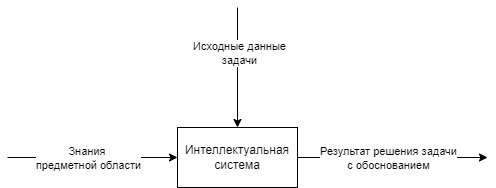 Исходные данные
задачи
Знания
предметной области
Интеллектуальная
система
Результат решения задачи
с обоснованием